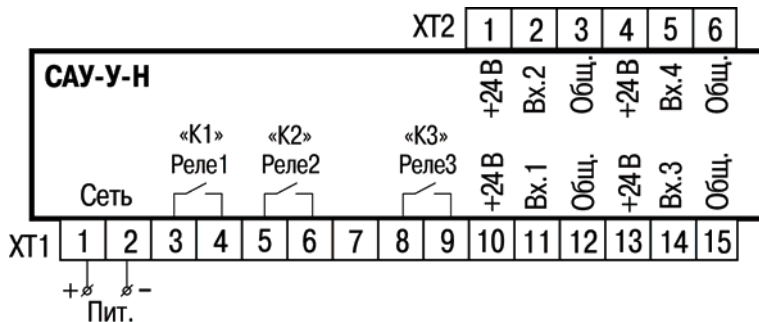 XT2 1 2 3 4 5 6
САУ-У-Н
+24 В Вх.2 Общ. +24 В Вх.4 Общ.
«К1» «К2» «К3»
Реле1 Реле2 Реле3
+24 В Вх.1 Общ. +24 В Вх.3 Общ.
Сеть
XT1 1 2 3 4 5 6 7 8 9 10 11 12 13 14 15
+ –
Пит.